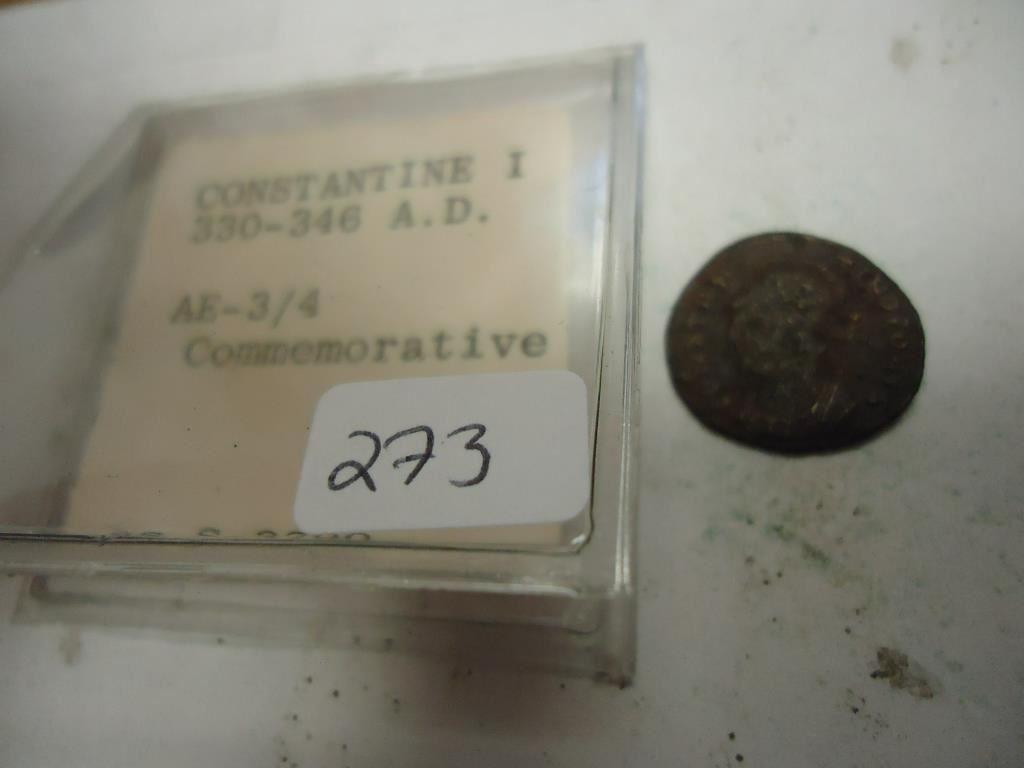 CONSTANTINE I
330-346 A.D.
AE-3/4
Commemorative
273